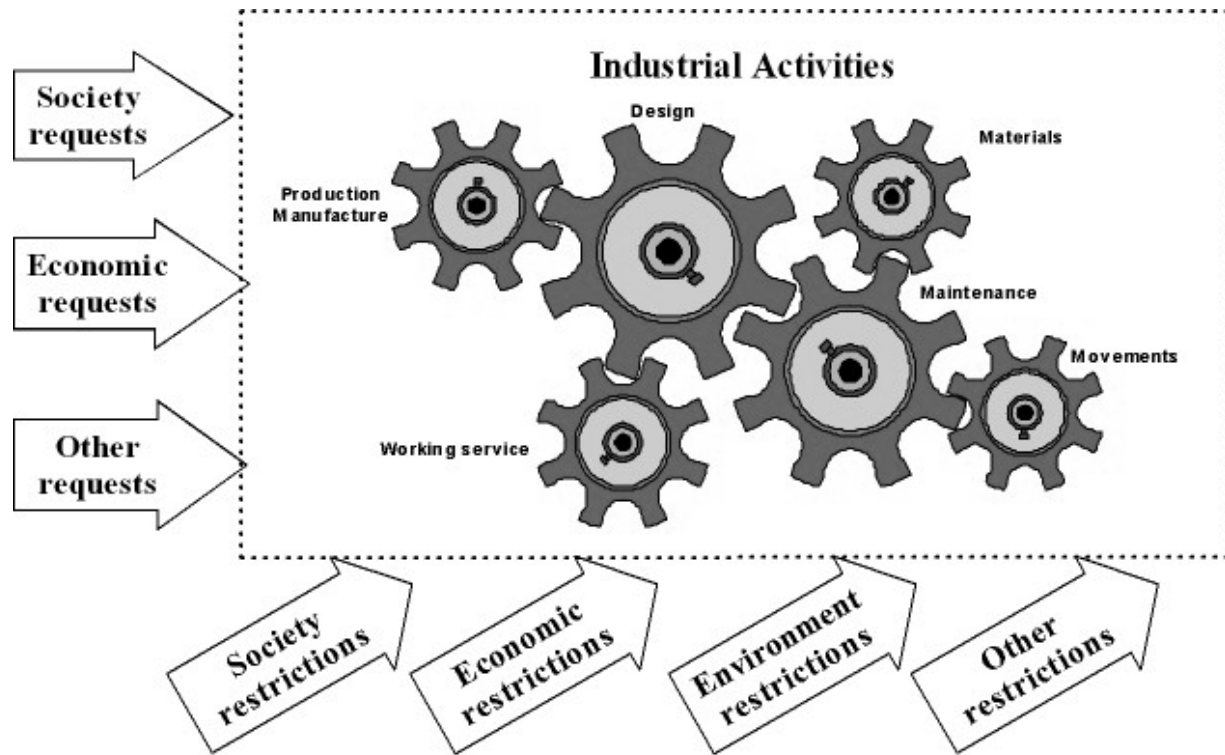 Industrial Activities
Society
requests
Economic
requests
Other
requests
Design
Materials
Production
Manufacture
Maintenance
Movements
Working service
Society
restrictions
Economic
restrictions
Environment
restrictions
Other
restrictions